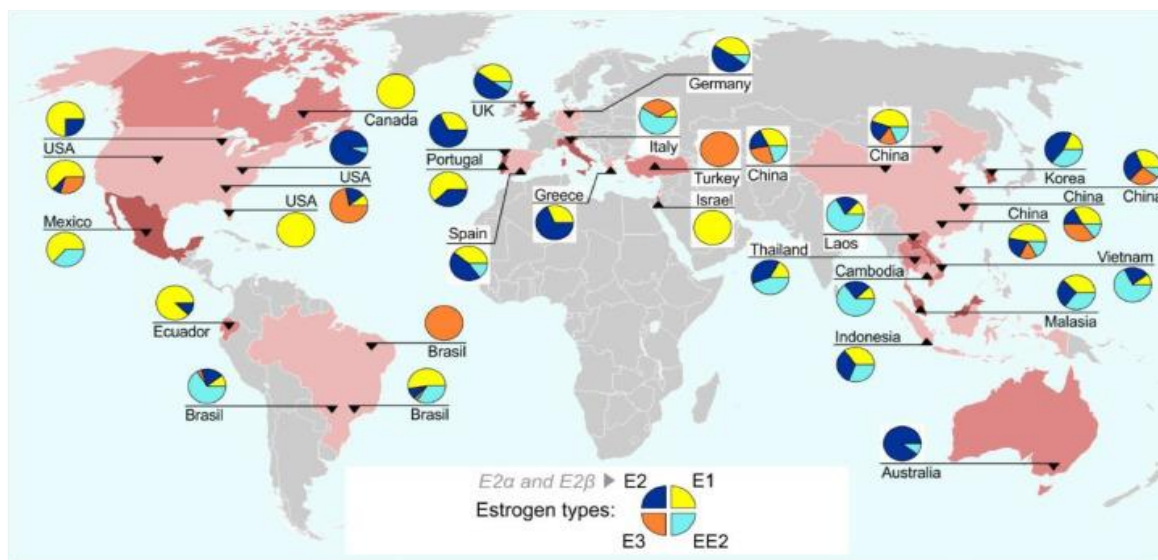 Germany
UK
Canada
USA
Italy
China
Portugal
USA
Turkey
China
Korea
China
Greece
China
Mexico
USA
Israel
China
Spain
Laos
Thailand
Vietnam
Cambodia
Ecuador
Malasia
Brasil
Indonesia
Brasil
Brasil
Australia
E2α and E2β E2 E1
Estrogen types:
E3 EE2